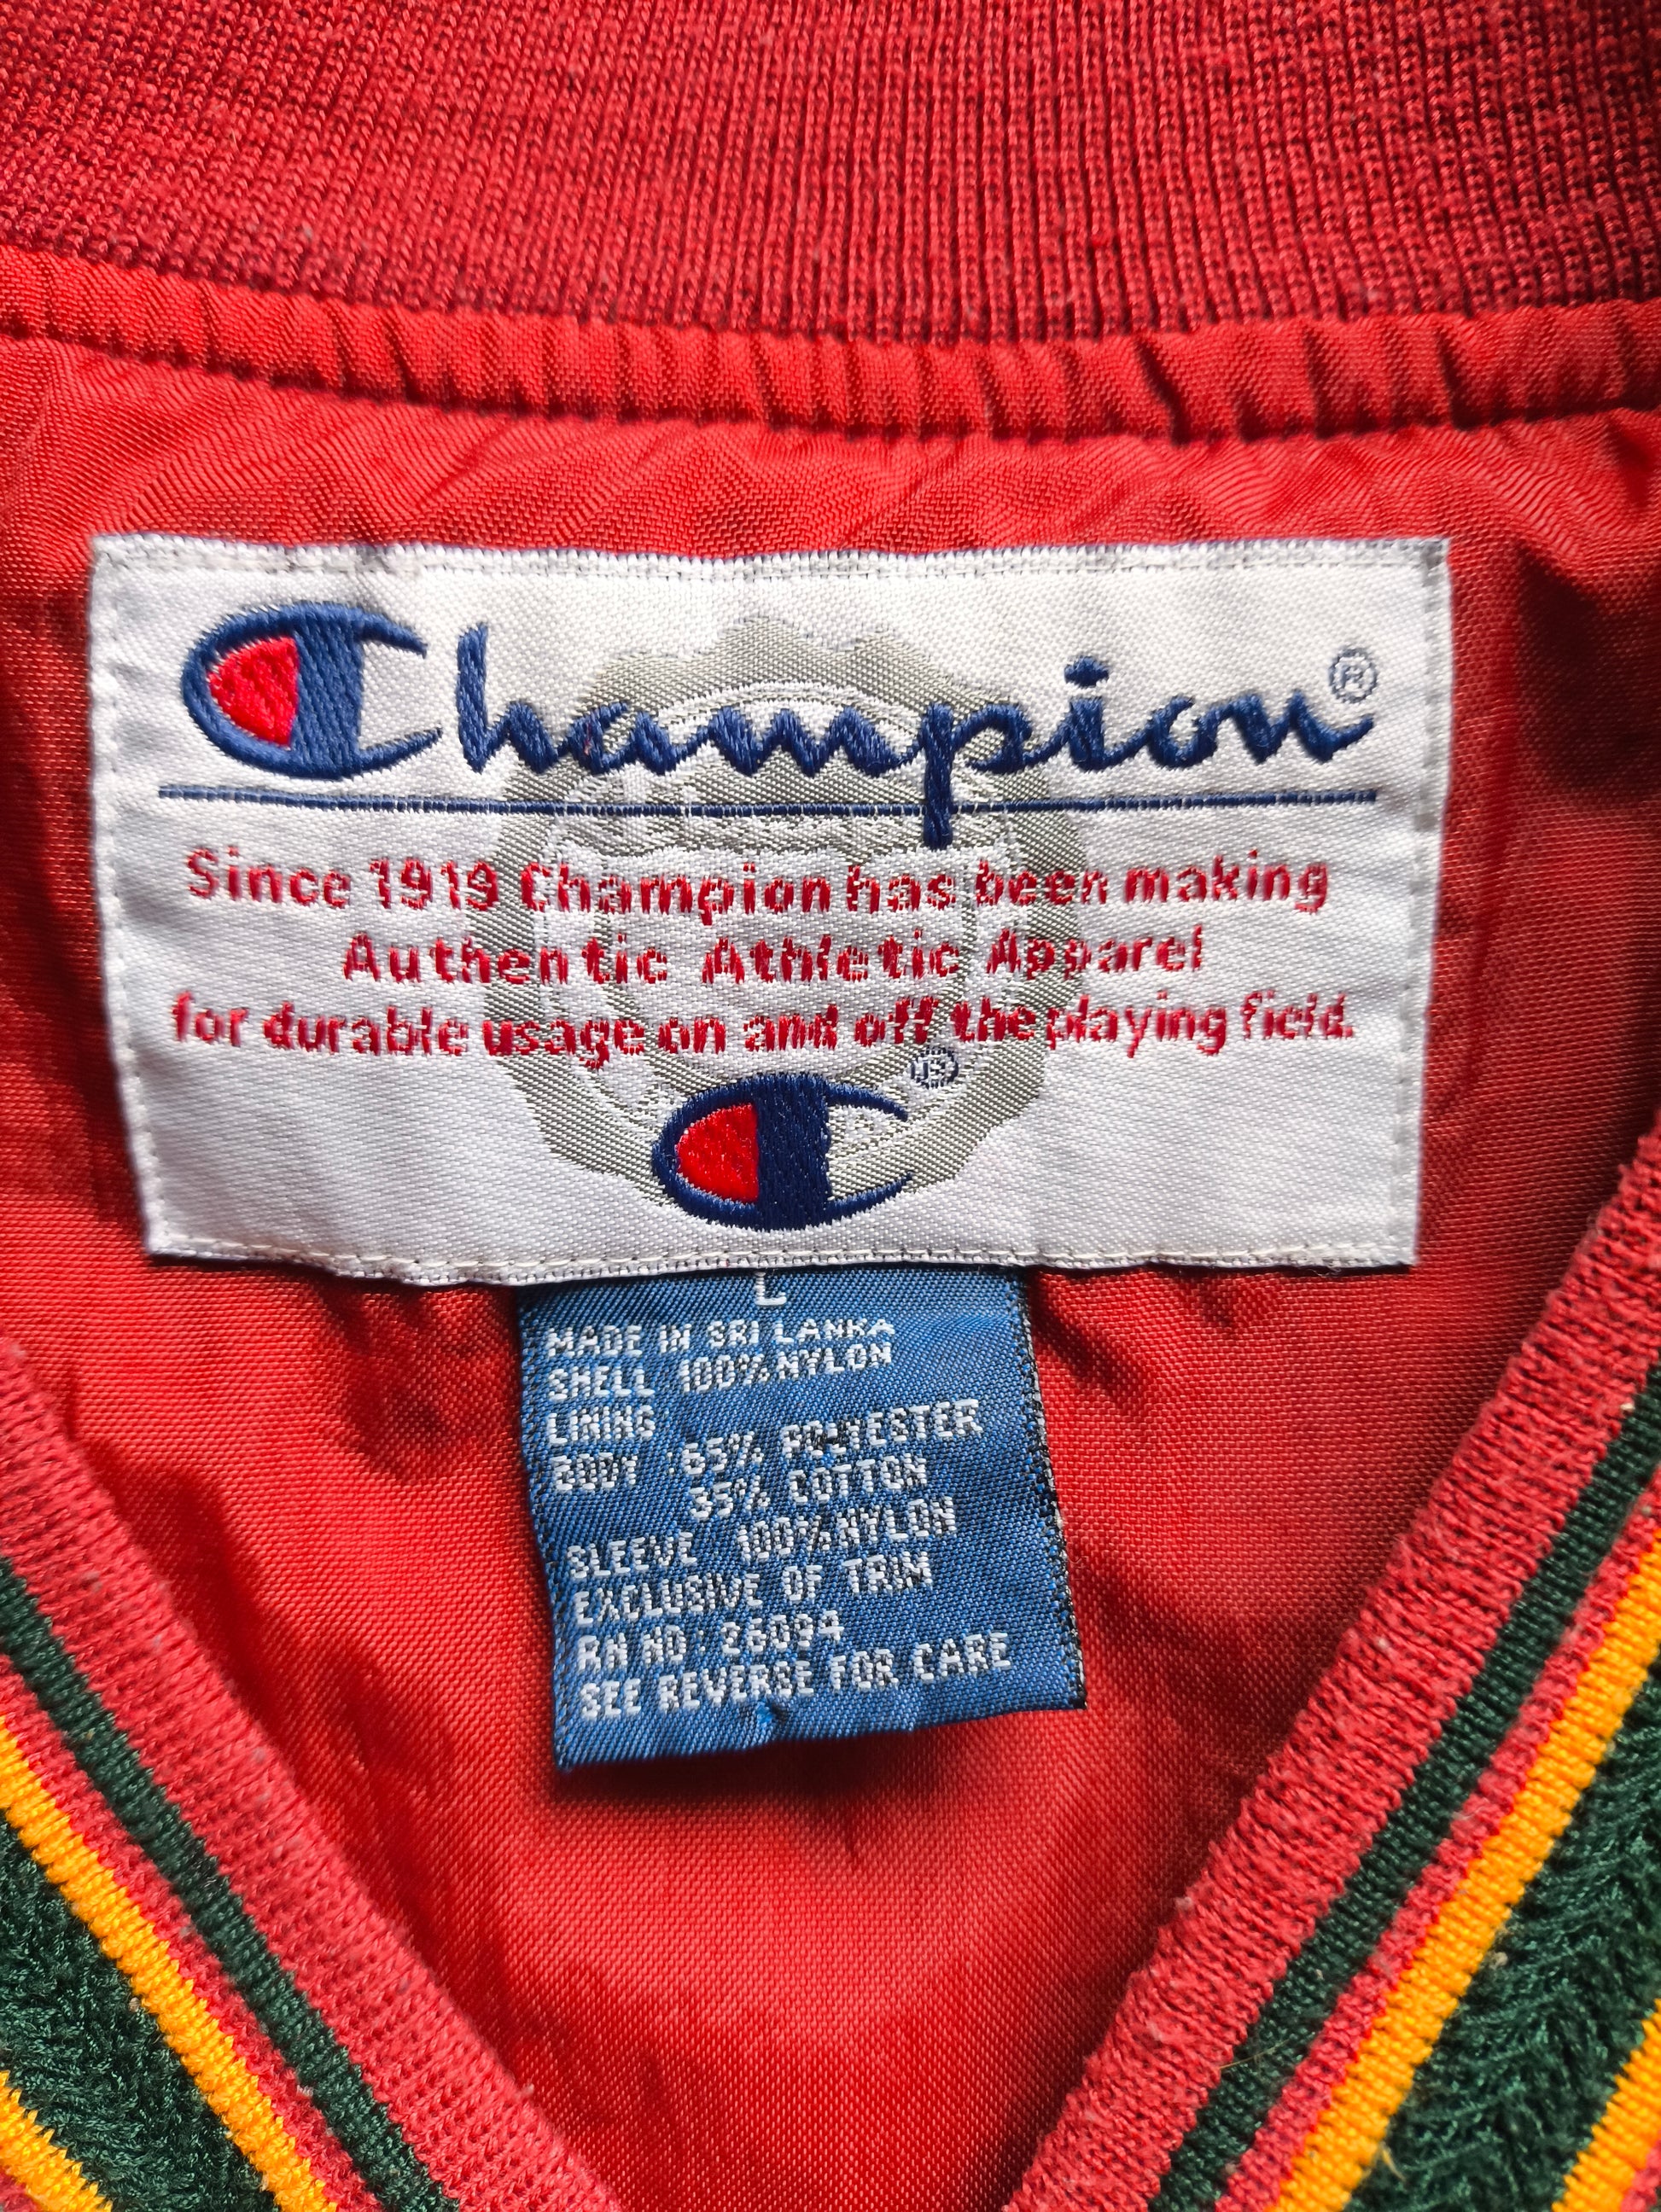 Champion®
Since 1919 Champion has been making
Authentic Athletic Apparel
for durable usage on and off the playing field.
L
MADE IN SRI LANKA
SHELL 100% NYLON
LINING
BODY : 65% POLYESTER
35% COTTON
SLEEVE 100% NYLON
EXCLUSIVE OF TRIM
RN NO : 26094
SEE REVERSE FOR CARE